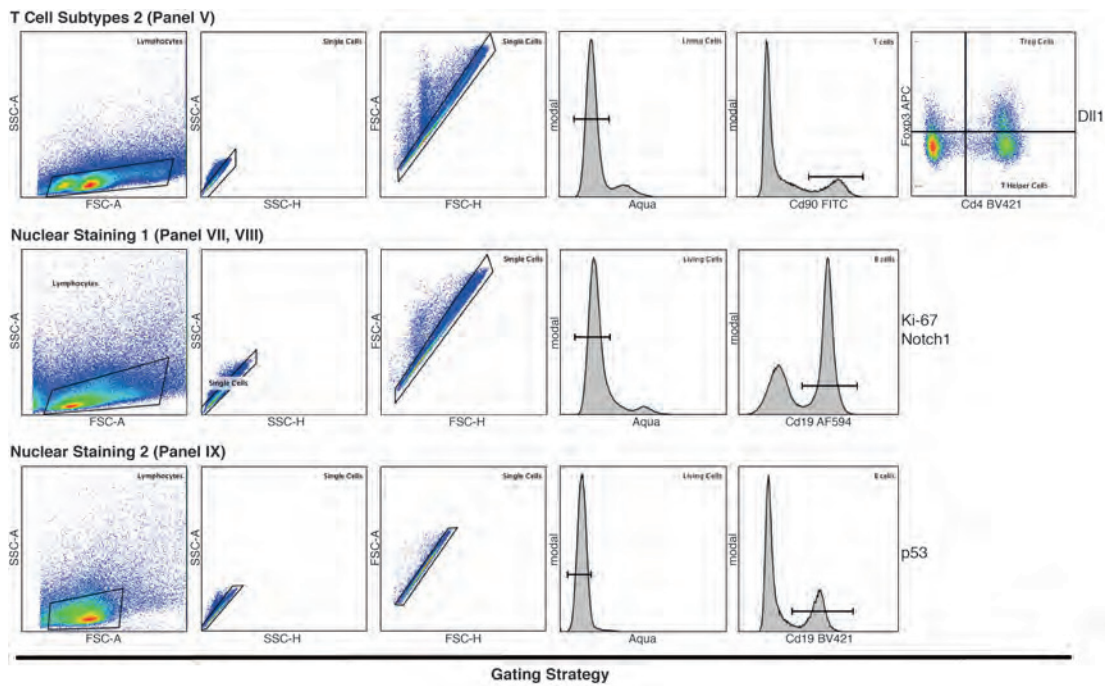 T Cell Subtypes 2 (Panel V)
SSC-A
Lymphocytes
FSC-A
SSC-A
Single Cells
SSC-H
FSC-A
Single Cells
FSC-H
modal
Living Cells
Aqua
modal
T cells
Cd90 FITC
Foxp3 APC
Treg Cells
T Helper Cells
Cd4 BV421
Dll1
Nuclear Staining 1 (Panel VII, VIII)
SSC-A
Lymphocytes
FSC-A
SSC-A
Single Cells
SSC-H
FSC-A
Single Cells
FSC-H
modal
Living Cells
Aqua
modal
B cells
Cd19 AF594
Ki-67
Notch1
Nuclear Staining 2 (Panel IX)
SSC-A
Lymphocytes
FSC-A
SSC-A
Single Cells
SSC-H
FSC-A
Single Cells
FSC-H
modal
Living Cells
Aqua
modal
B cells
Cd19 BV421
p53
Gating Strategy